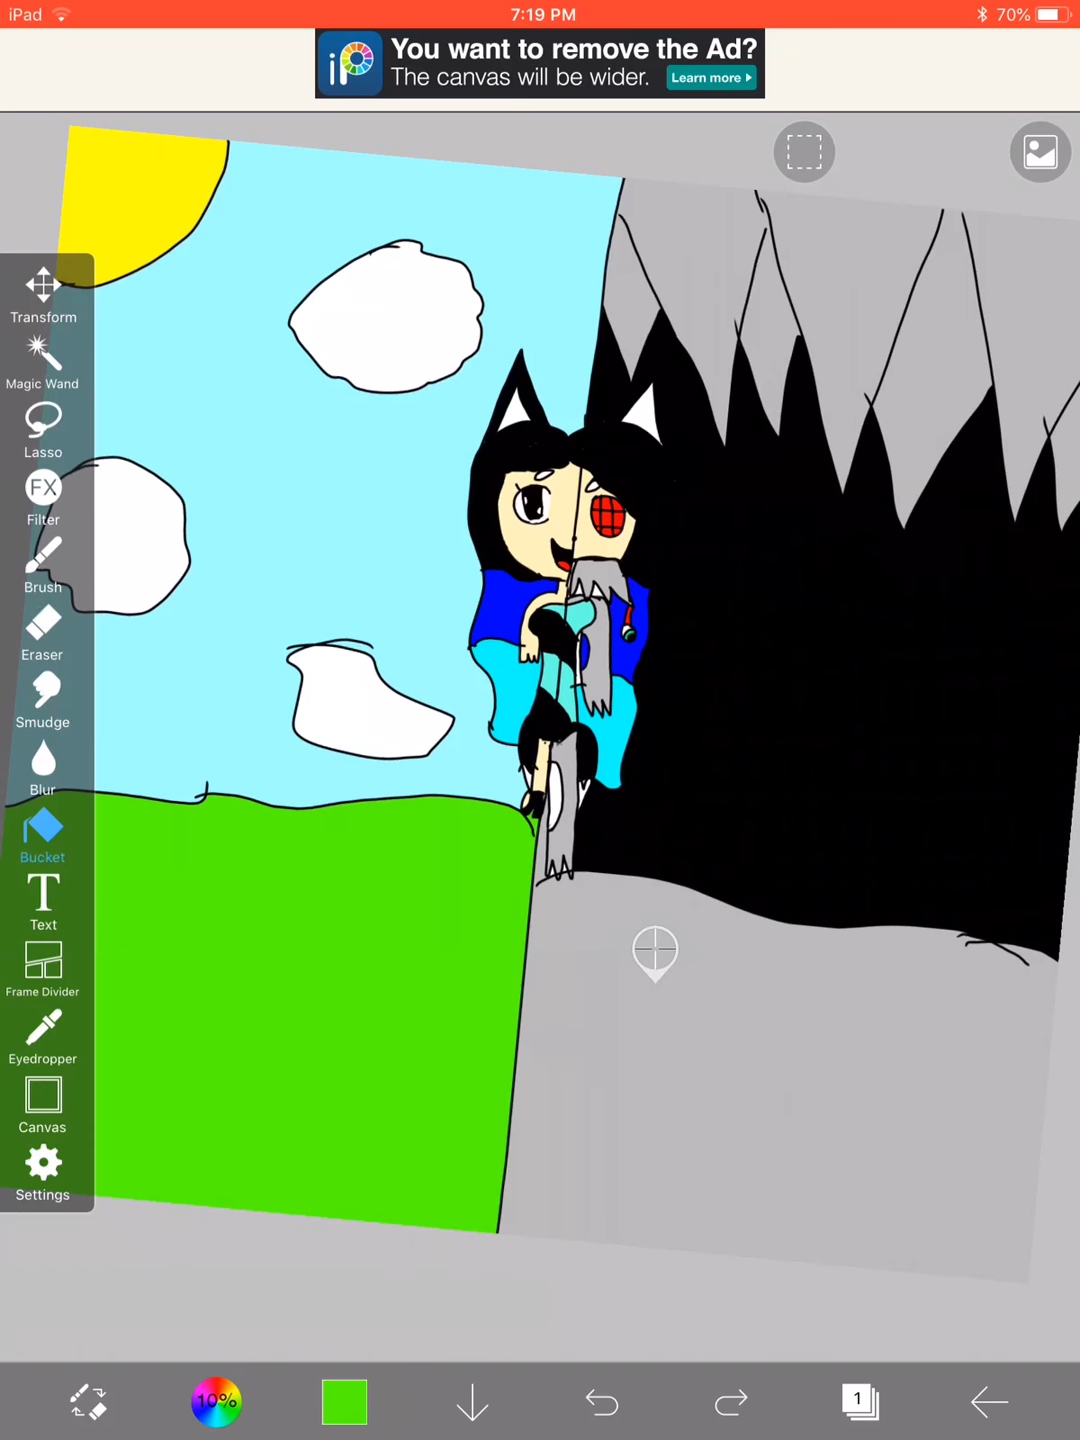 iPad
7:19 PM
70%
iP
You want to remove the Ad?
The canvas will be wider.
Learn more
Transform
Magic Wand
Lasso
FX
Filter
Brush
Eraser
Smudge
Blur
Bucket
T
Text
Frame Divider
Eyedropper
Canvas
Settings
10%
1